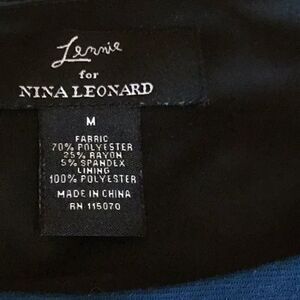 Lennie
for
NINA LEONARD
M
FABRIC
70% POLYESTER
25% RAYON
5% SPANDEX
LINING
100% POLYESTER
MADE IN CHINA
RN 115070